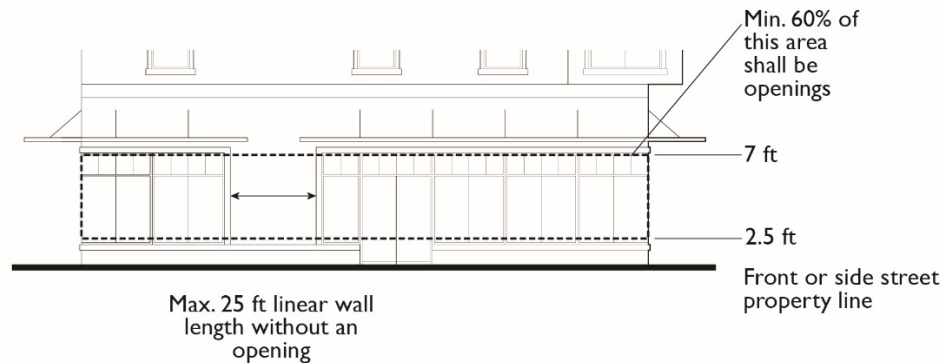 Min. 60% of
this area
shall be
openings
7 ft
2.5 ft
Front or side street
property line
Max. 25 ft linear wall
length without an
opening